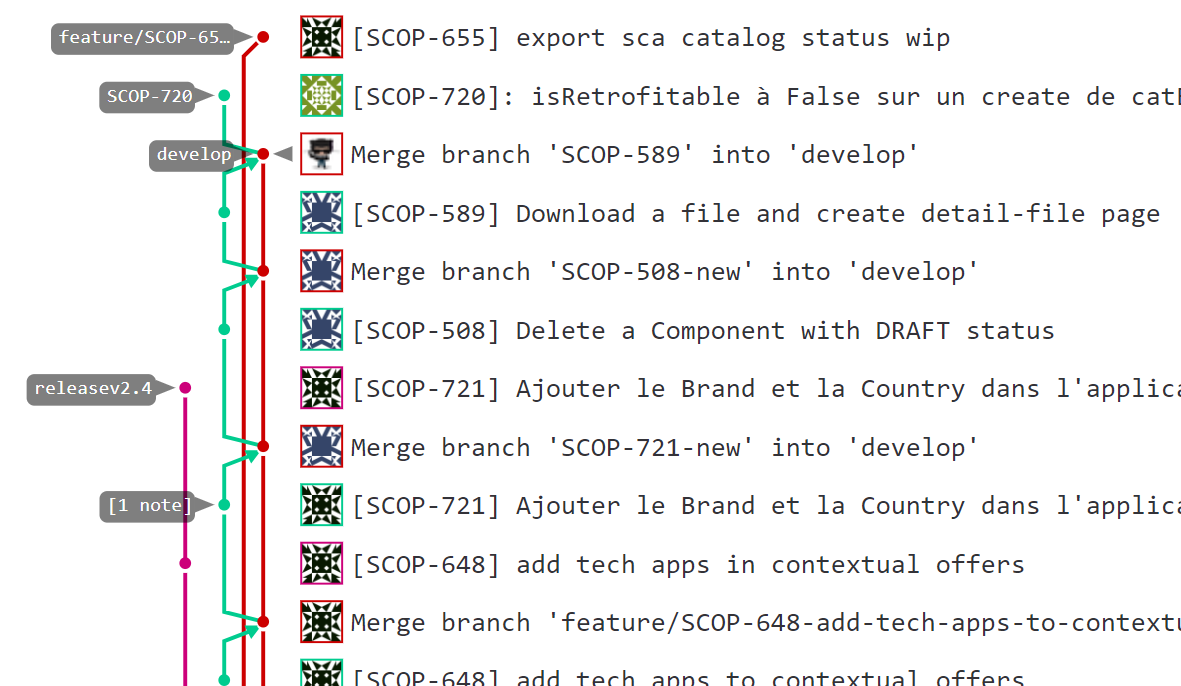 feature/SCOP-65… [SCOP-655] export sca catalog status wip
SCOP-720 [SCOP-720]: isRetrofitable à False sur un create de cat
develop Merge branch 'SCOP-589' into 'develop'
[SCOP-589] Download a file and create detail-file page
Merge branch 'SCOP-508-new' into 'develop'
[SCOP-508] Delete a Component with DRAFT status
releasev2.4 [SCOP-721] Ajouter le Brand et la Country dans l'applica
Merge branch 'SCOP-721-new' into 'develop'
[1 note] [SCOP-721] Ajouter le Brand et la Country dans l'applica
[SCOP-648] add tech apps in contextual offers
Merge branch 'feature/SCOP-648-add-tech-apps-to-contextu
[SCOP-648] add tech apps to contextual offers